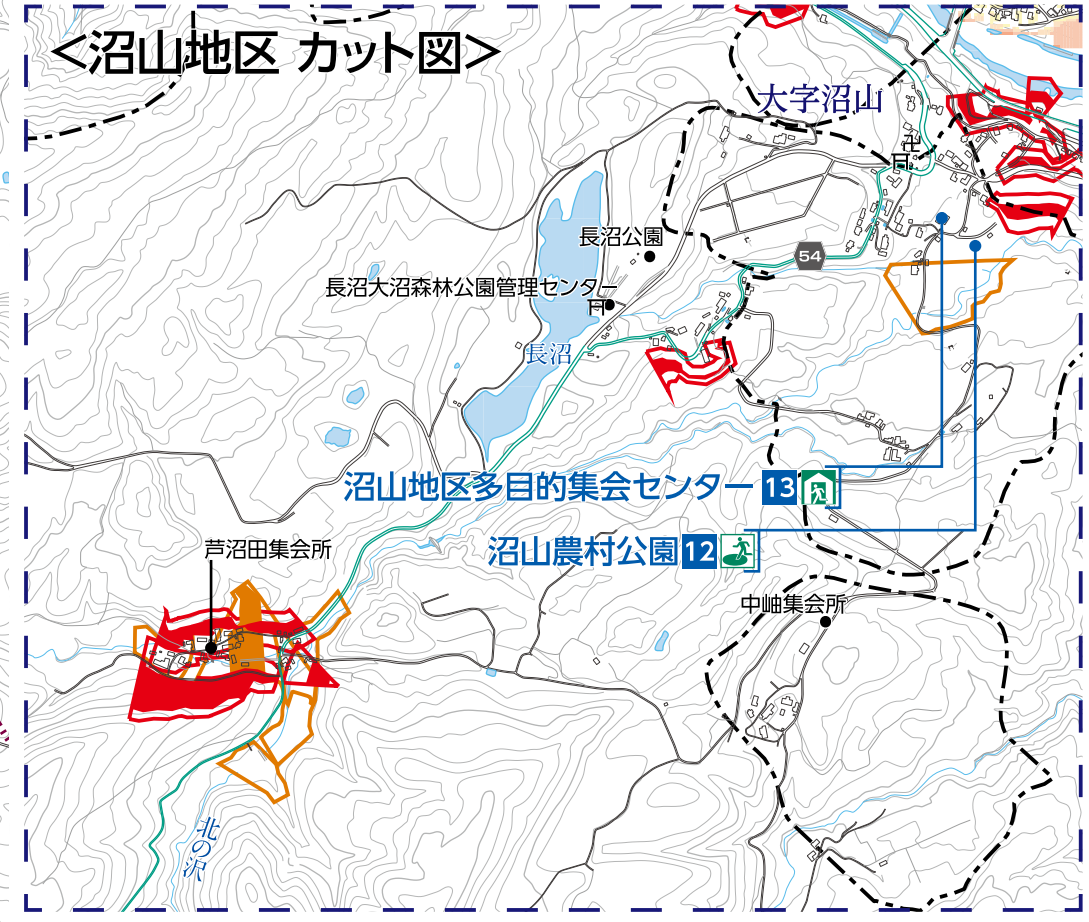 <沼山地区 カット図>
大字沼山
長沼公園
54
長沼大沼森林公園管理センター
長沼
沼山地区多目的集会センター 13
沼山農村公園 12
芦沼田集会所
中岫集会所
北の沢